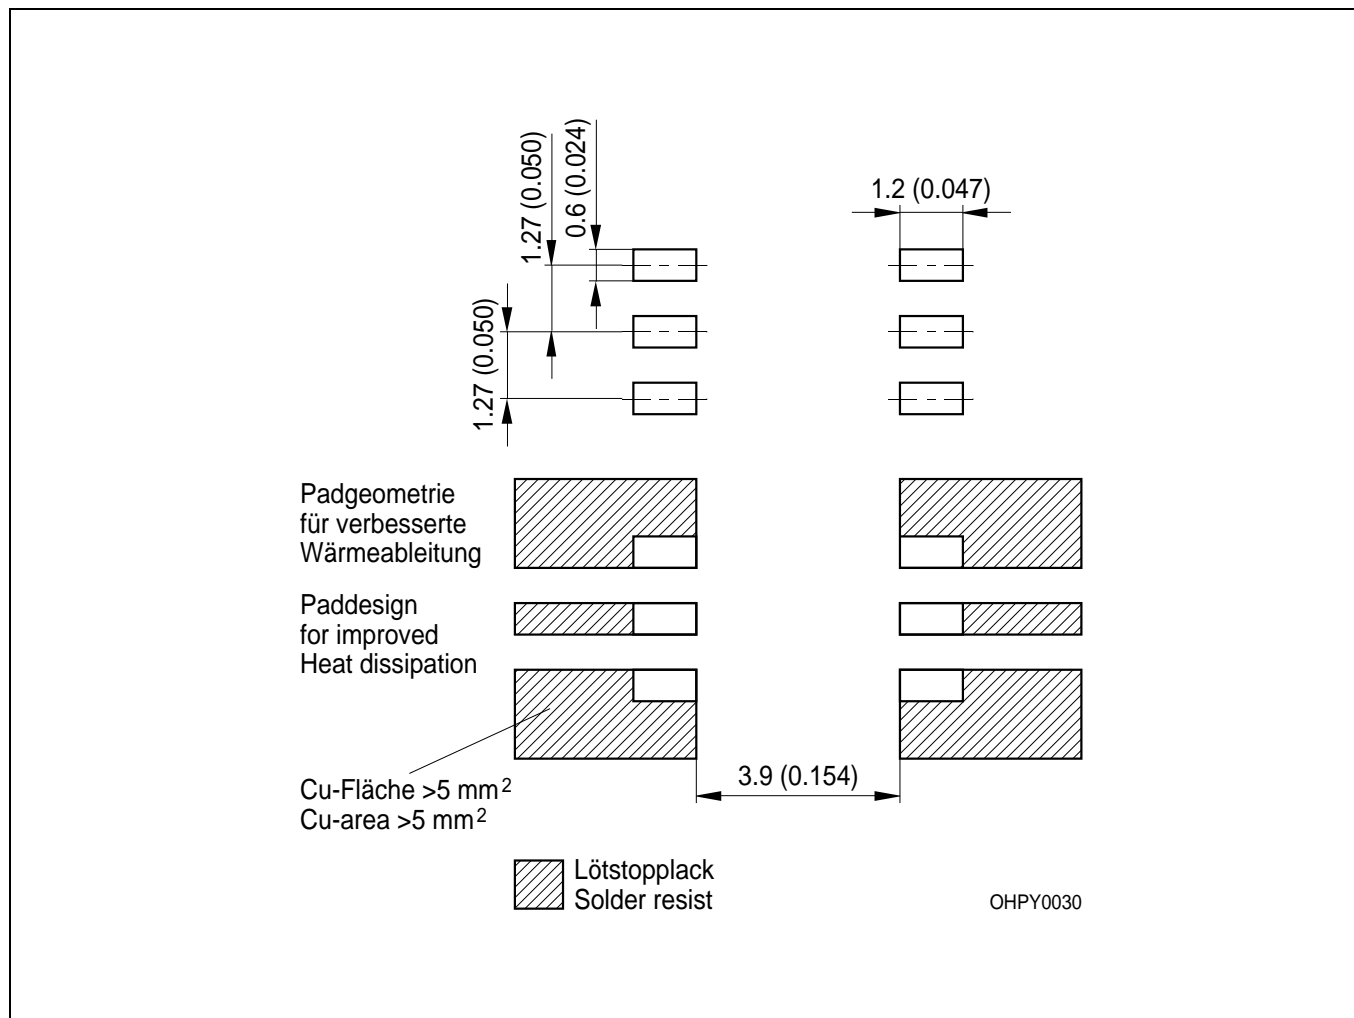 1.27 (0.050)
0.6 (0.024)
1.2 (0.047)
1.27 (0.050)
Padgeometrie
für verbesserte
Wärmeableitung
Paddesign
for improved
Heat dissipation
3.9 (0.154)
Cu-Fläche >5 mm²
Cu-area >5 mm²
Lötstopplack
Solder resist
OHPY0030